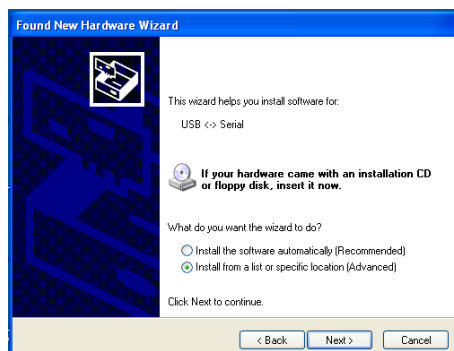 Found New Hardware Wizard
This wizard helps you install software for:
USB <-> Serial
If your hardware came with an installation CD
or floppy disk, insert it now.
What do you want the wizard to do?
Install the software automatically (Recommended)
Install from a list or specific location (Advanced)
Click Next to continue.
< Back Next > Cancel